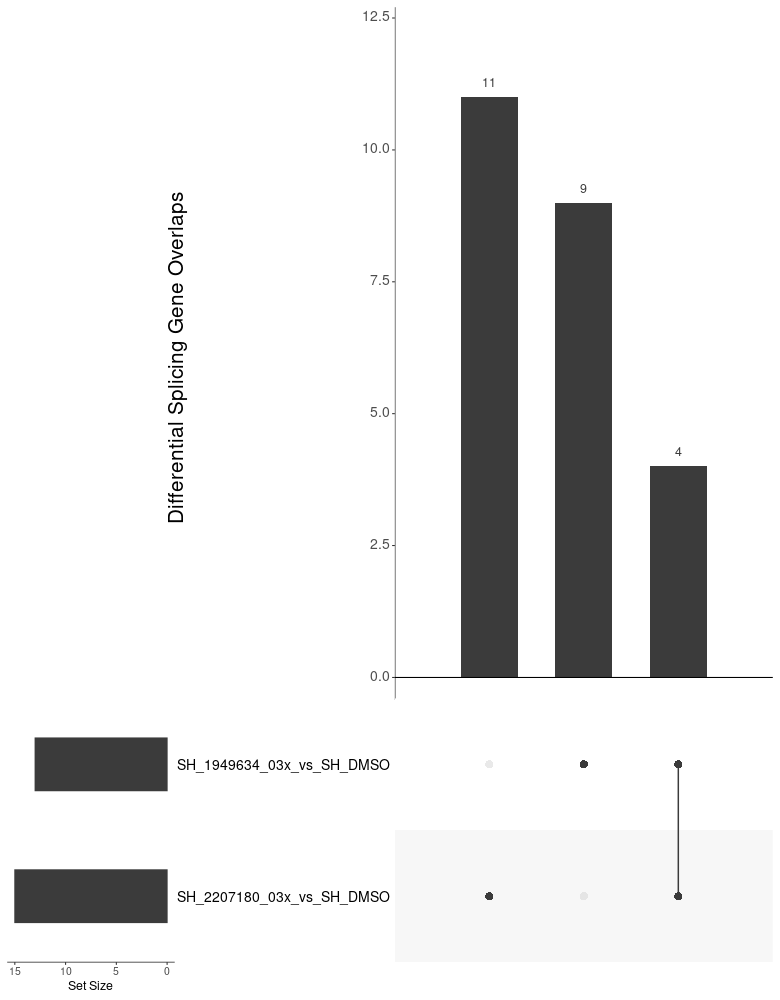 12.5
11
10.0
9
7.5
Differential Splicing Gene Overlaps
5.0
4
2.5
0.0
SH_1949634_03x_vs_SH_DMSO
SH_2207180_03x_vs_SH_DMSO
15 10 5 0
Set Size